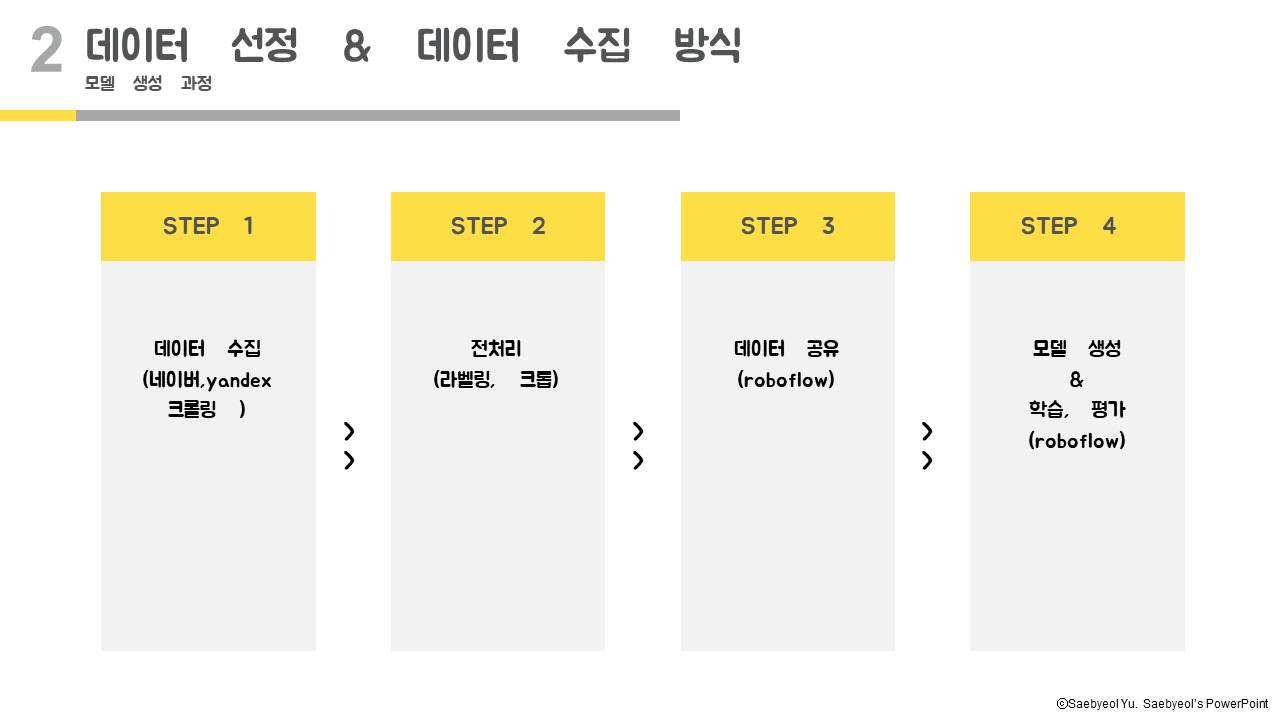 2
데이터 선정 & 데이터 수집 방식
모델 생성 과정
STEP 1
데이터 수집
(네이버,yandex
크롤링 )
STEP 2
전처리
(라벨링, 크롭)
STEP 3
데이터 공유
(roboflow)
STEP 4
모델 생성
&
학습, 평가
(roboflow)
ⓒSaebyeol Yu. Saebyeol's PowerPoint